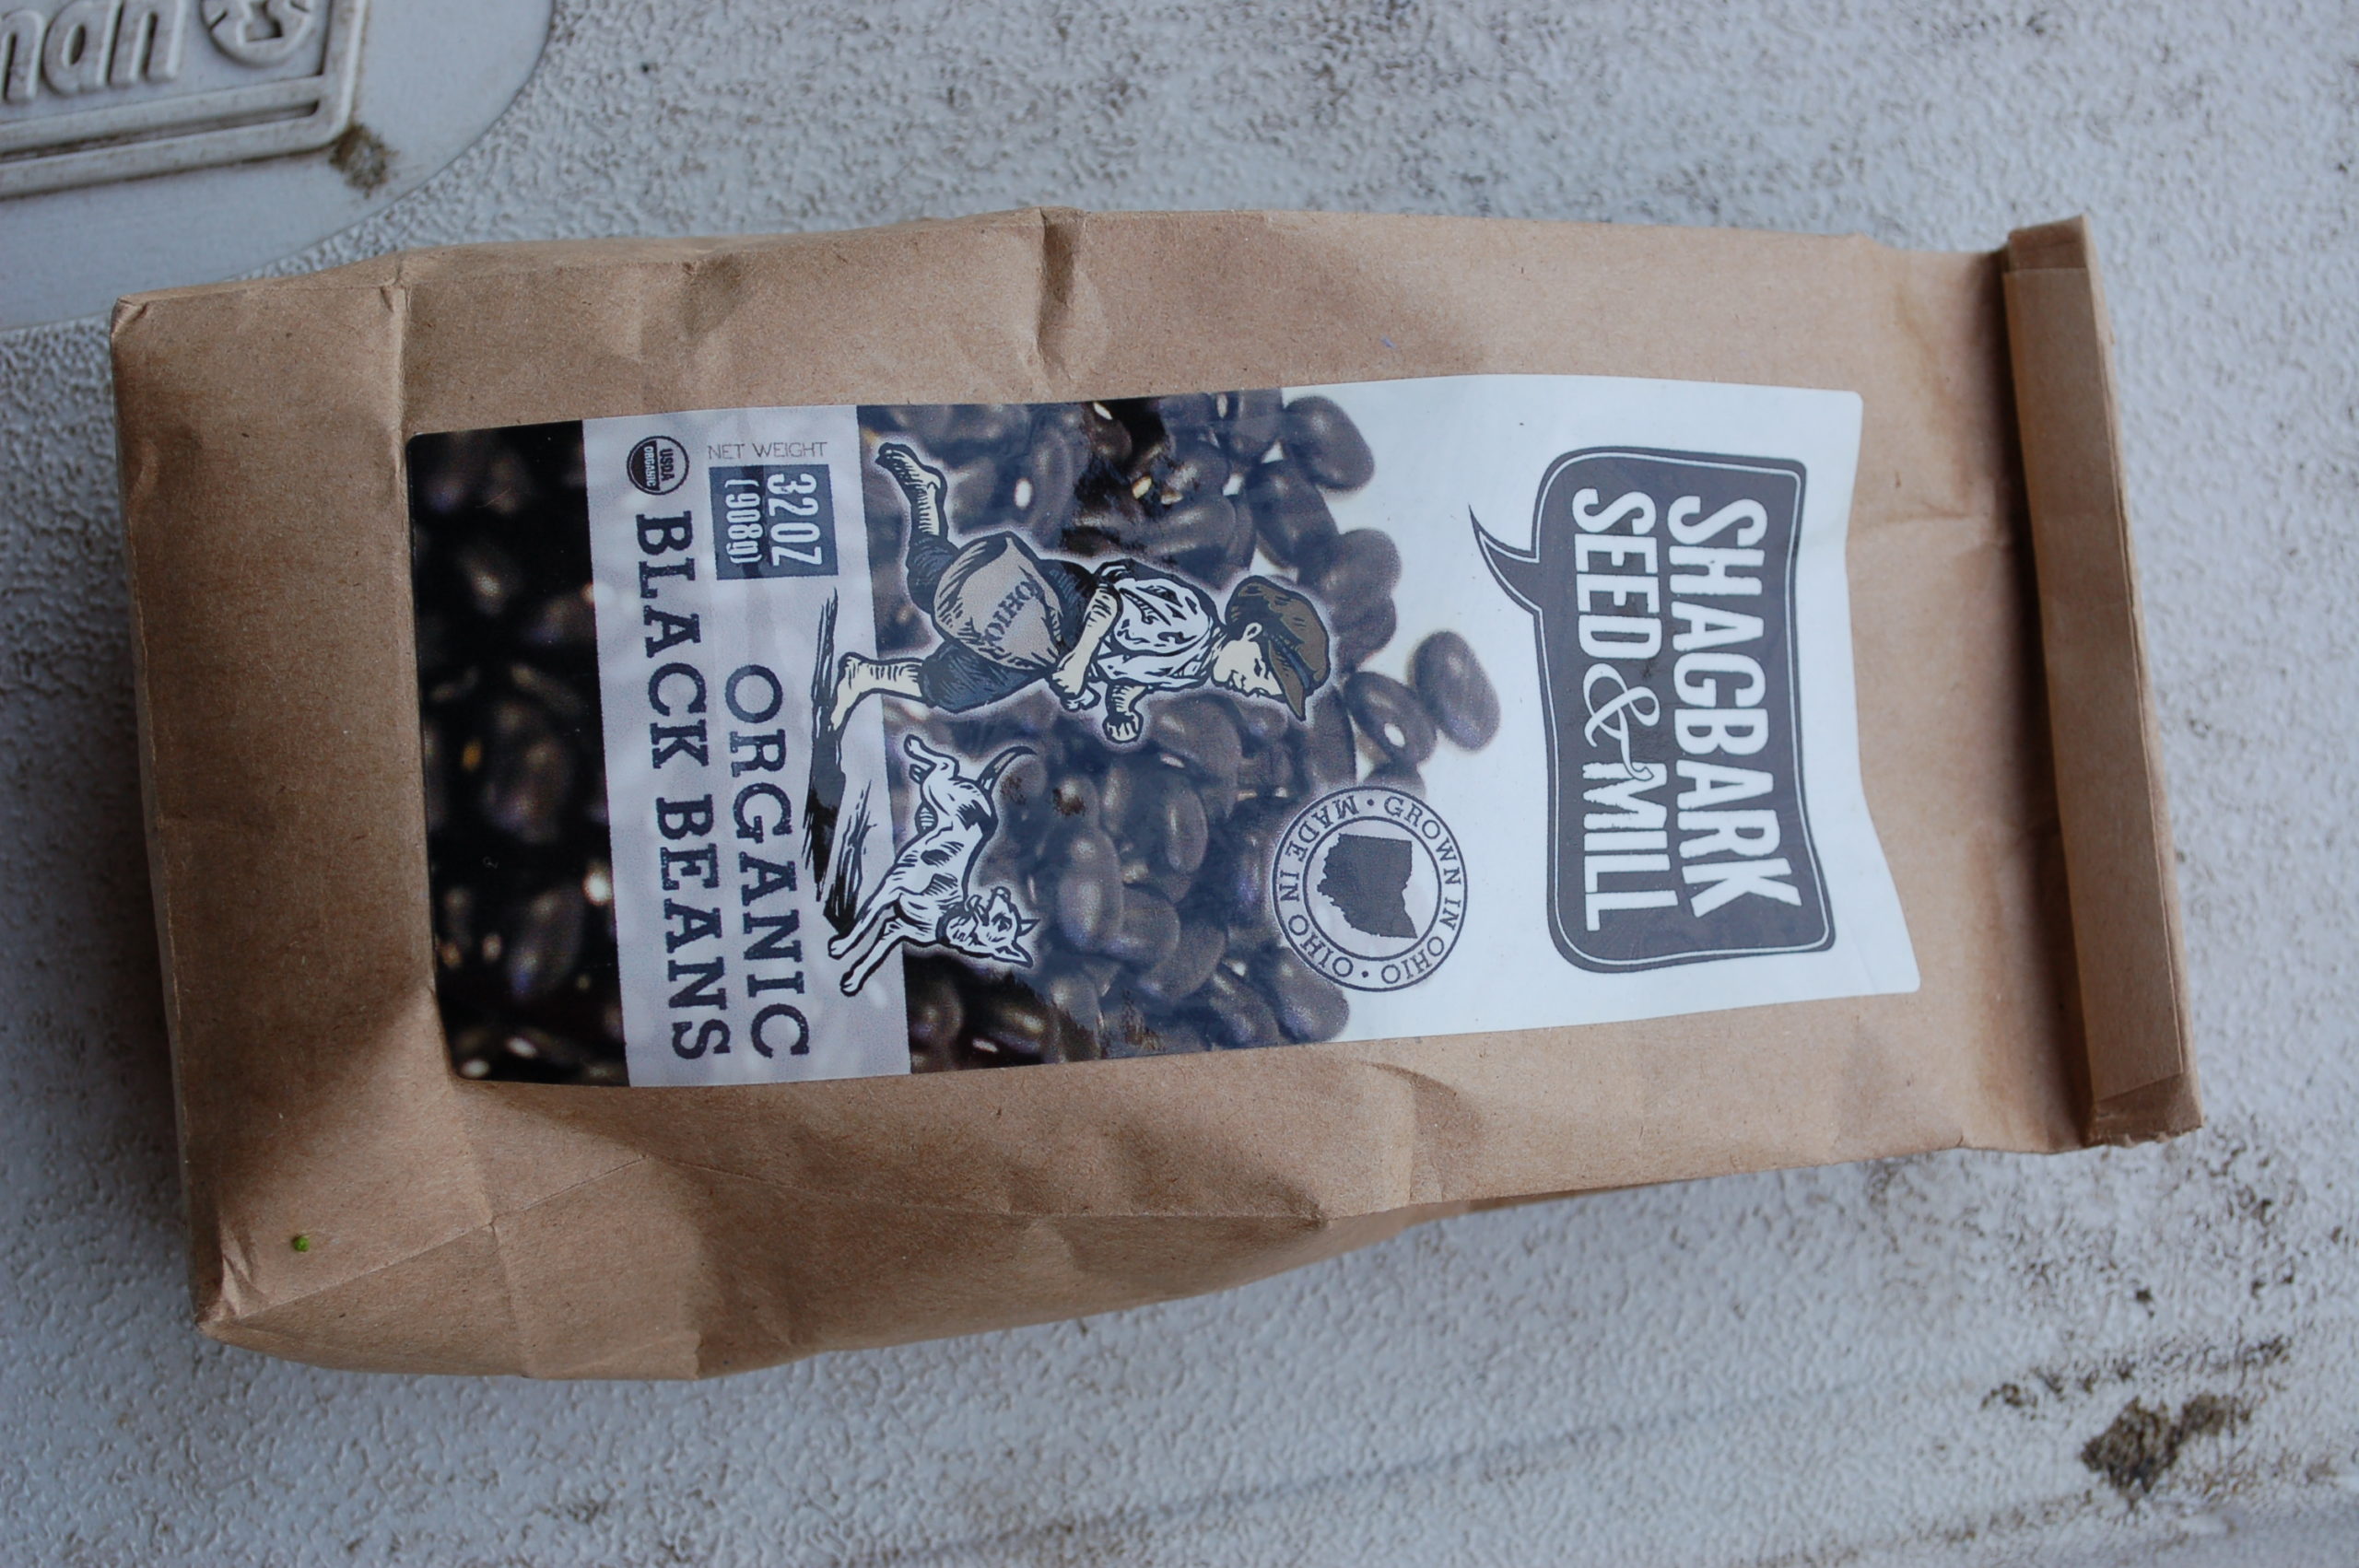 SHAGBARK
SEED & MILL
GROWN IN OHIO • MADE IN OHIO •
OHIO
NET WEIGHT
32OZ
(908g)
ORGANIC
USDA
ORGANIC
BLACK BEANS